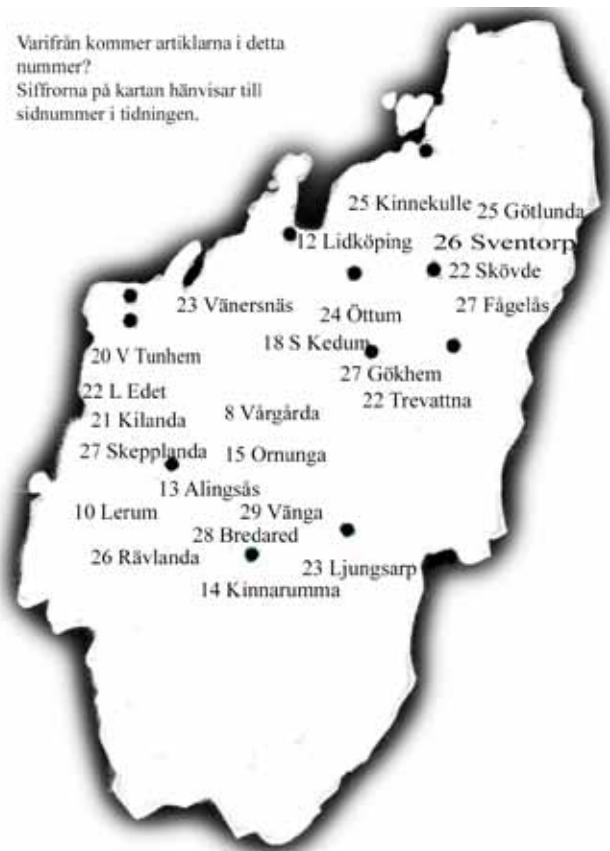 Varifrån kommer artiklarna i detta
nummer?
Siffrorna på kartan hänvisar till
sidnummer i tidningen.
25 Kinnekulle
25 Götlunda
12 Lidköping
26 Sventorp
22 Skövde
23 Vänersnäs
24 Öttum
27 Fågelås
18 S Kedum
20 V Tunhem
27 Gökhem
22 L Edet
22 Trevattna
21 Kilanda
8 Vårgårda
27 Skepplanda
15 Ornunga
13 Alingsås
10 Lerum
29 Vänga
28 Bredared
26 Rävlanda
23 Ljungsarp
14 Kinnarumma